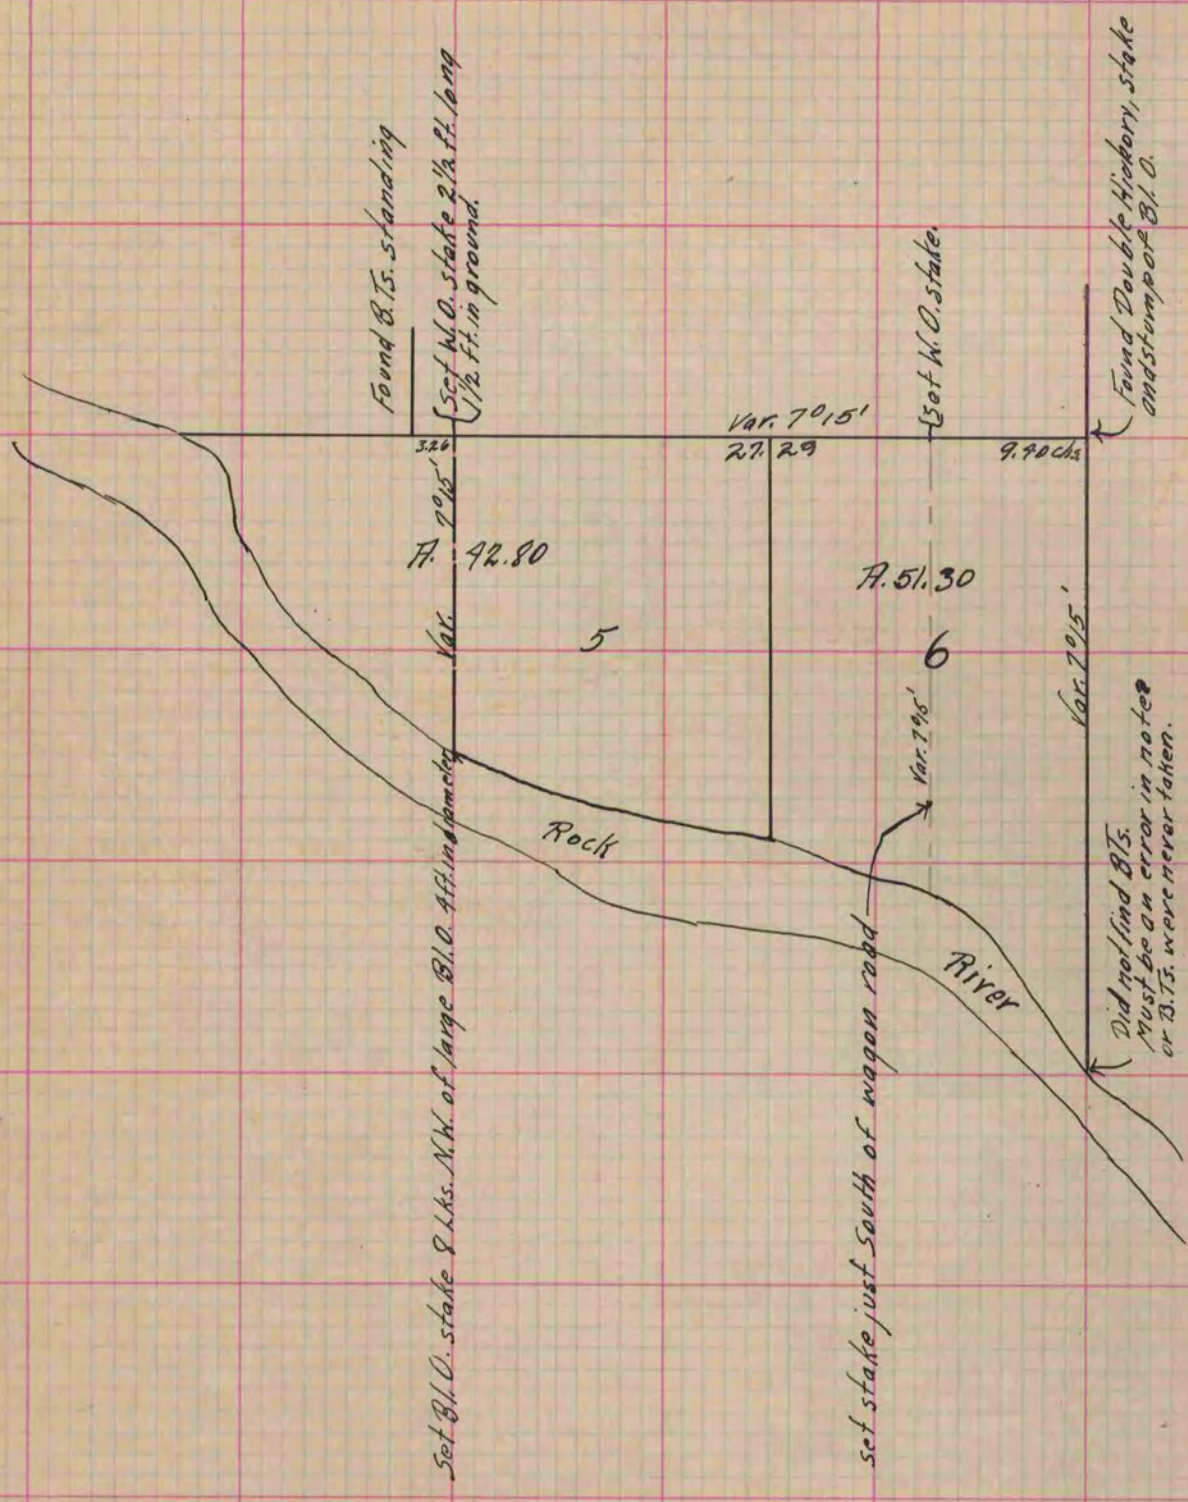 Found B.Ts. standing
Set W.O. stake 2½ ft. long
1½ ft. in ground.
Set W.O. stake.
Found Double Hickory, stake
and stump of Bl. O.
Var. 7°15'
3.26
27. 29
9.40 chs
Var. 7°15'
A. 42.80
5
A. 51.30
6
Var. 7°15'
Var. 7°15'
Rock
River
Set Bl.O. stake 8 Lks. N.W. of large Bl.O. 4ft. in diameter
set stake just South of wagon road
Did not find B.Ts.
Must be an error in notes
or B.Ts. were never taken.